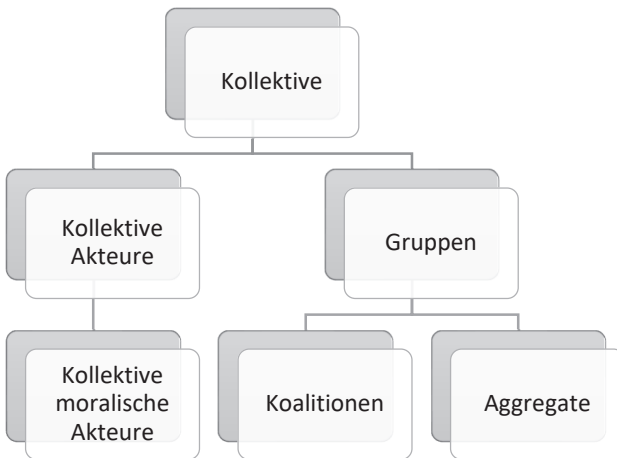 Kollektive
Kollektive
Akteure
Gruppen
Kollektive
moralische
Akteure
Koalitionen
Aggregate